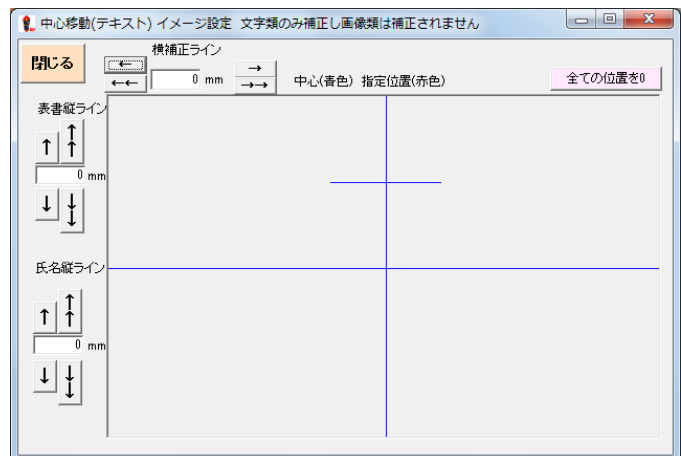 中心移動(テキスト) イメージ設定 文字類のみ補正し画像類は補正されません
閉じる
横補正ライン
←
←←
0 mm
→
→→
中心(青色) 指定位置(赤色)
全ての位置を0
表書縦ライン
↑ ↑↑
0 mm
↓ ↓↓
氏名縦ライン
↑ ↑↑
0 mm
↓ ↓↓